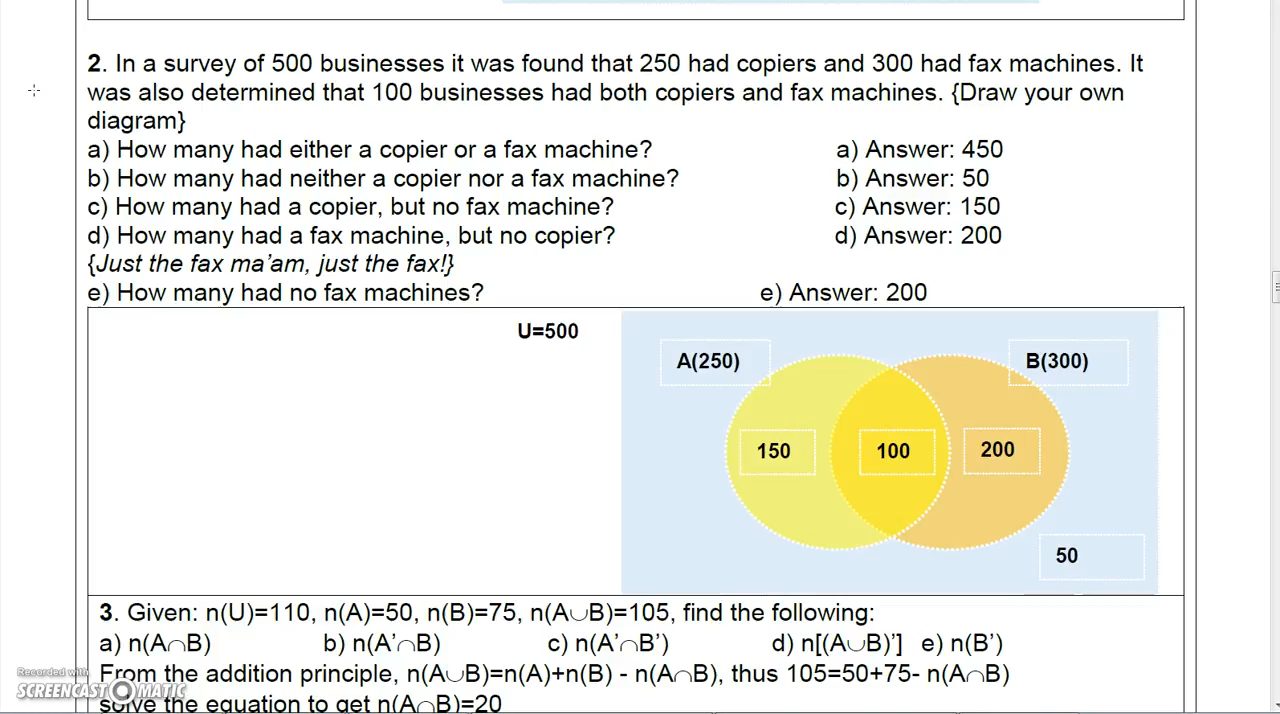 2. In a survey of 500 businesses it was found that 250 had copiers and 300 had fax machines. It
was also determined that 100 businesses had both copiers and fax machines. {Draw your own
diagram}
a) How many had either a copier or a fax machine? a) Answer: 450
b) How many had neither a copier nor a fax machine? b) Answer: 50
c) How many had a copier, but no fax machine? c) Answer: 150
d) How many had a fax machine, but no copier? d) Answer: 200
{Just the fax ma’am, just the fax!}
e) How many had no fax machines? e) Answer: 200
U=500
A(250) B(300)
150 100 200
50
3. Given: n(U)=110, n(A)=50, n(B)=75, n(A∪B)=105, find the following:
a) n(A∩B) b) n(A’∩B) c) n(A’∩B’) d) n[(A∪B)’] e) n(B’)
From the addition principle, n(A∪B)=n(A)+n(B) - n(A∩B), thus 105=50+75- n(A∩B)
solve the equation to get n(A∩B)=20
Recorded with
SCREENCAST-O-MATIC